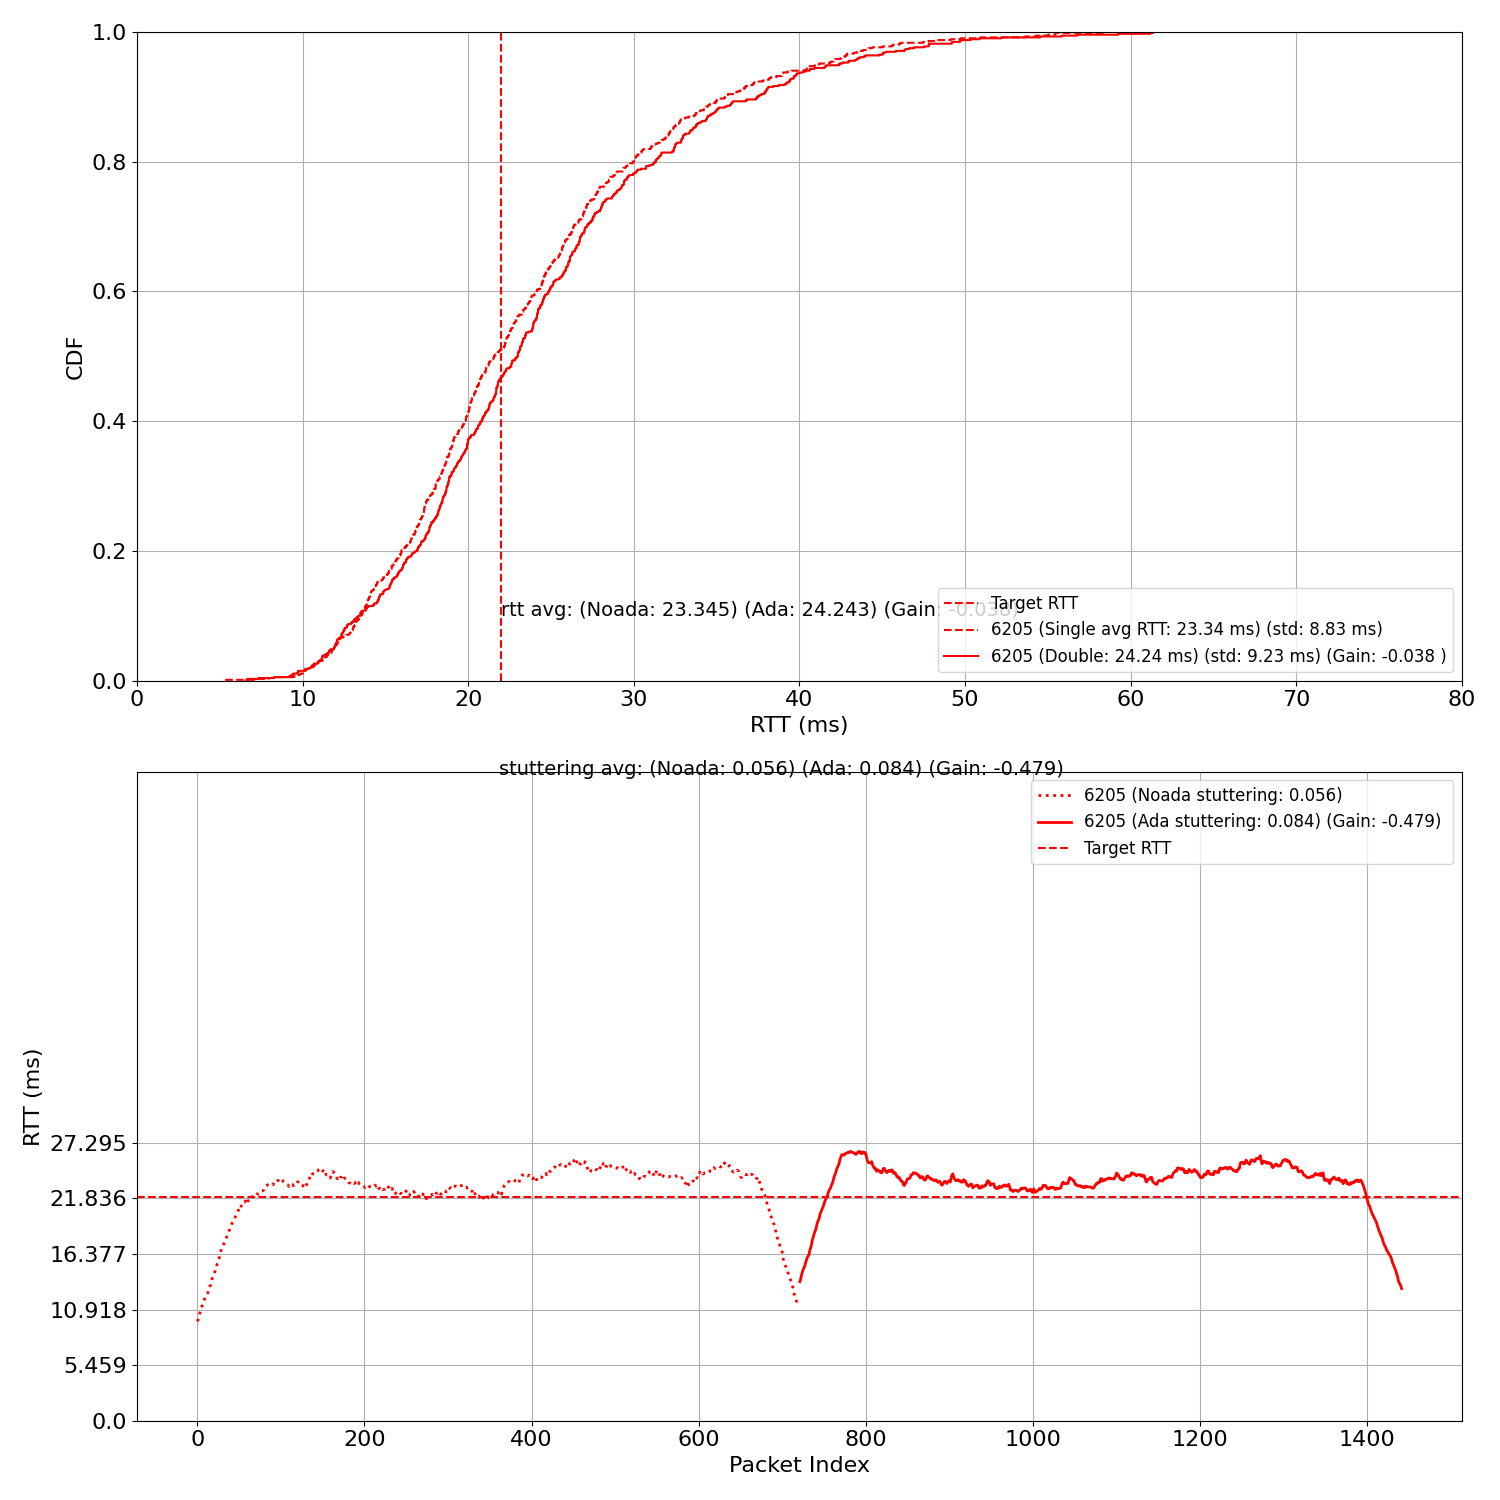 1.0
0.8
0.6
0.4
0.2
0.0
CDF
0 10 20 30 40 50 60 70 80
RTT (ms)
rtt avg: (Noada: 23.345) (Ada: 24.243) (Gain: -0.038)
Target RTT
6205 (Single avg RTT: 23.34 ms) (std: 8.83 ms)
6205 (Double: 24.24 ms) (std: 9.23 ms) (Gain: -0.038 )
stuttering avg: (Noada: 0.056) (Ada: 0.084) (Gain: -0.479)
6205 (Noada stuttering: 0.056)
6205 (Ada stuttering: 0.084) (Gain: -0.479)
Target RTT
RTT (ms)
27.295
21.836
16.377
10.918
5.459
0.0
0 200 400 600 800 1000 1200 1400
Packet Index